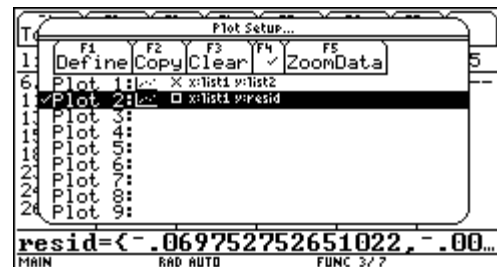 Plot Setup...
F1 F2 F3 F4 F5
Define Copy Clear ✓ ZoomData
Plot 1: x:list1 y:list2
✓Plot 2: x:list1 y:resid
Plot 3:
Plot 4:
Plot 5:
Plot 6:
Plot 7:
Plot 8:
Plot 9:
resid={⁻.069752752651022,⁻.00…
MAIN RAD AUTO FUNC 3/7